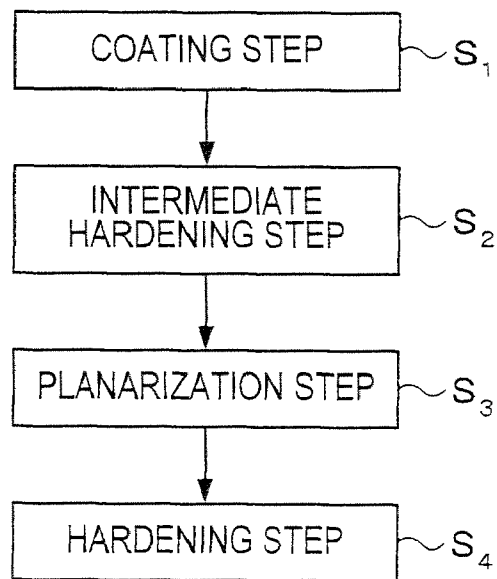 COATING STEP S1
INTERMEDIATE
HARDENING STEP S2
PLANARIZATION STEP S3
HARDENING STEP S4